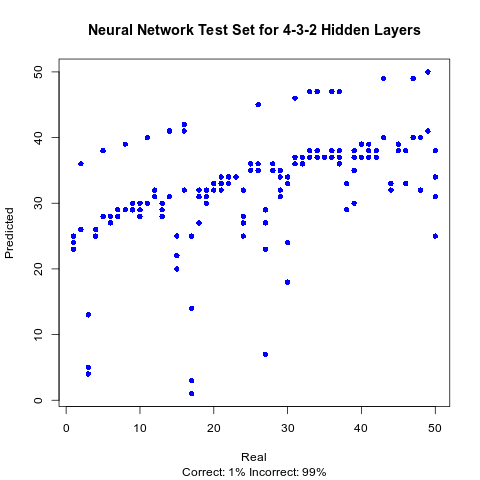 Neural Network Test Set for 4-3-2 Hidden Layers
Predicted
50
40
30
20
10
0
0 10 20 30 40 50
Real
Correct: 1% Incorrect: 99%